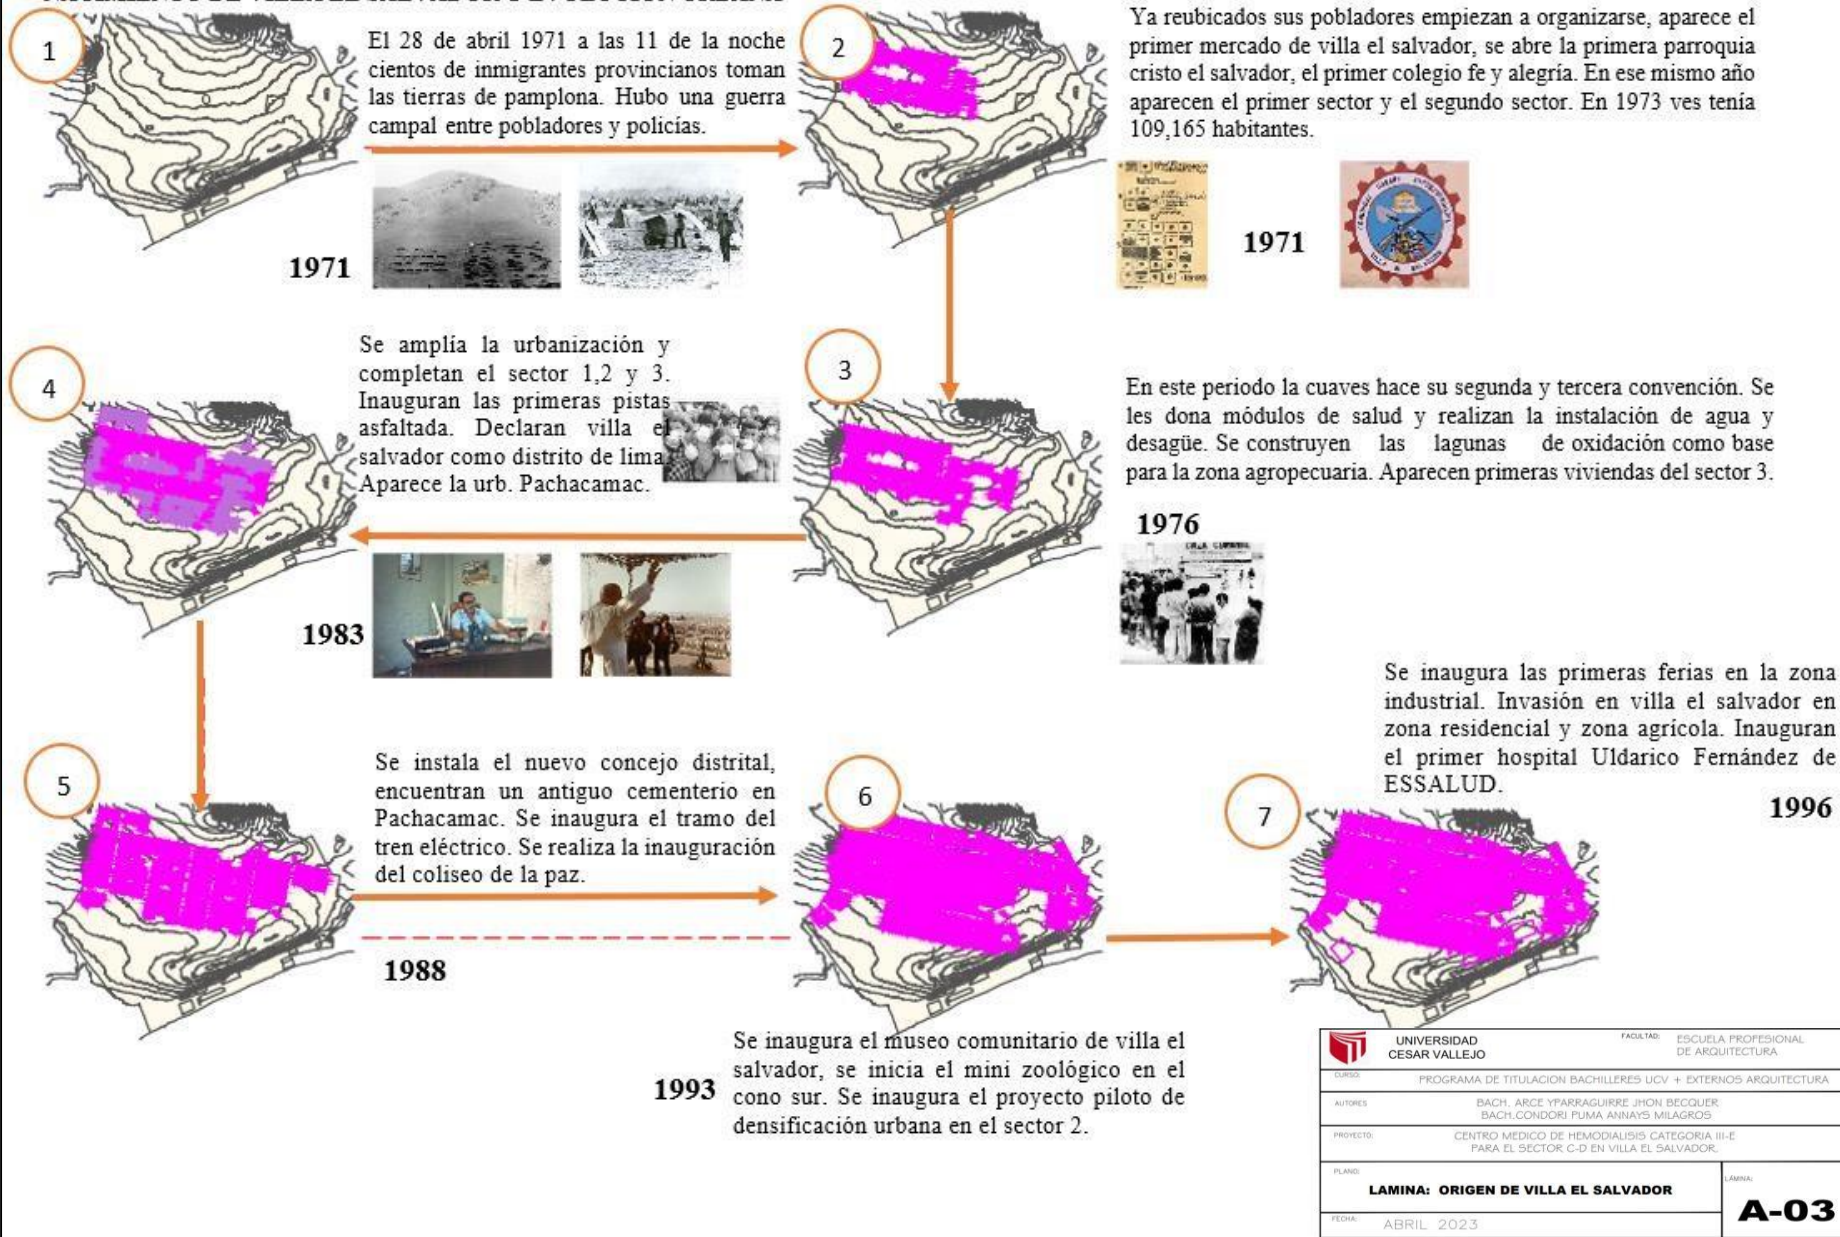 1
El 28 de abril 1971 a las 11 de la noche
cientos de inmigrantes provincianos toman
las tierras de pamplona. Hubo una guerra
campal entre pobladores y policías.
1971
2
Ya reubicados sus pobladores empiezan a organizarse, aparece el
primer mercado de villa el salvador, se abre la primera parroquia
cristo el salvador, el primer colegio fe y alegría. En ese mismo año
aparecen el primer sector y el segundo sector. En 1973 ves tenía
109,165 habitantes.
1971
3
En este periodo la cuaves hace su segunda y tercera convención. Se
les dona módulos de salud y realizan la instalación de agua y
desagüe. Se construyen las lagunas de oxidación como base
para la zona agropecuaria. Aparecen primeras viviendas del sector 3.
1976
4
Se amplía la urbanización y
completan el sector 1,2 y 3.
Inauguran las primeras pistas
asfaltada. Declaran villa el
salvador como distrito de lima
Aparece la urb. Pachacamac.
1983
5
Se instala el nuevo concejo distrital,
encuentran un antiguo cementerio en
Pachacamac. Se inaugura el tramo del
tren eléctrico. Se realiza la inauguración
del coliseo de la paz.
1988
6
Se inaugura el museo comunitario de villa el
salvador, se inicia el mini zoológico en el
cono sur. Se inaugura el proyecto piloto de
densificación urbana en el sector 2.
1993
7
Se inaugura las primeras ferias en la zona
industrial. Invasión en villa el salvador en
zona residencial y zona agrícola. Inauguran
el primer hospital Uldarico Fernández de
ESSALUD.
1996
UNIVERSIDAD
CESAR VALLEJO
FACULTAD: ESCUELA PROFESIONAL
DE ARQUITECTURA
CURSO: PROGRAMA DE TITULACION BACHILLERES UCV + EXTERNOS ARQUITECTURA
AUTORES BACH. ARCE YPARRAGUIRRE JHON BECQUER
BACH.CONDORI PUMA ANNAYS MILAGROS
PROYECTO: CENTRO MEDICO DE HEMODIALISIS CATEGORIA III-E
PARA EL SECTOR C-D EN VILLA EL SALVADOR.
PLANO:
LAMINA: ORIGEN DE VILLA EL SALVADOR
LAMINA:
A-03
FECHA: ABRIL 2023